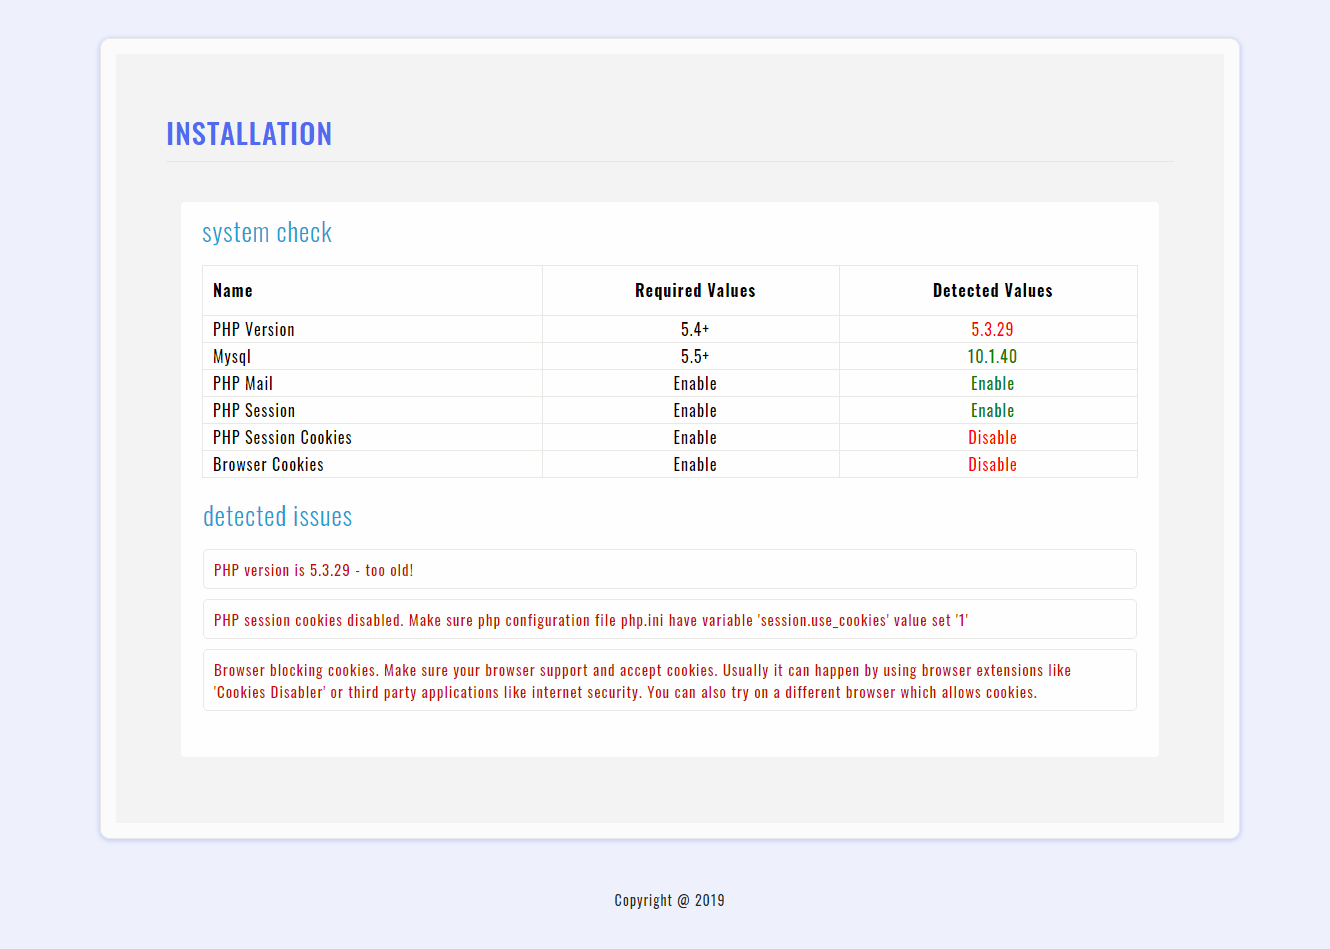 INSTALLATION
system check
Name Required Values Detected Values
PHP Version 5.4+ 5.3.29
Mysql 5.5+ 10.1.40
PHP Mail Enable Enable
PHP Session Enable Enable
PHP Session Cookies Enable Disable
Browser Cookies Enable Disable
detected issues
PHP version is 5.3.29 - too old!
PHP session cookies disabled. Make sure php configuration file php.ini have variable 'session.use_cookies' value set '1'
Browser blocking cookies. Make sure your browser support and accept cookies. Usually it can happen by using browser extensions like
'Cookies Disabler' or third party applications like internet security. You can also try on a different browser which allows cookies.
Copyright @ 2019